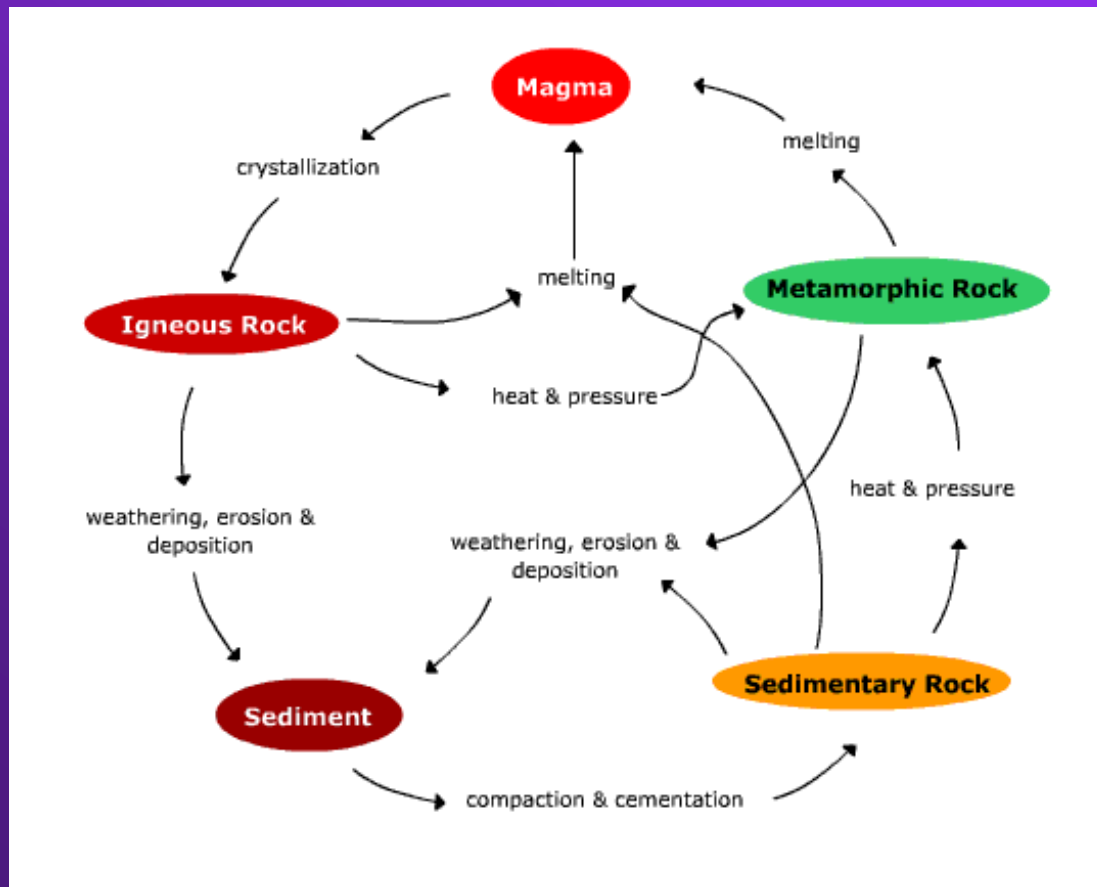 Magma
melting
crystallization
melting
Metamorphic Rock
Igneous Rock
heat & pressure
heat & pressure
weathering, erosion &
deposition
weathering, erosion &
deposition
Sedimentary Rock
Sediment
compaction & cementation